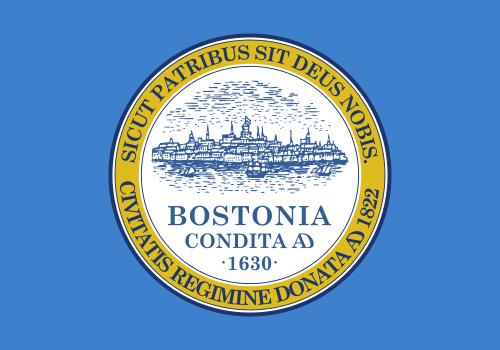 SICUT PATRIBUS SIT DEUS NOBIS.
BOSTONIA
CONDITA AD
·1630·
CIVITATIS REGIMINE DONATA AD 1822